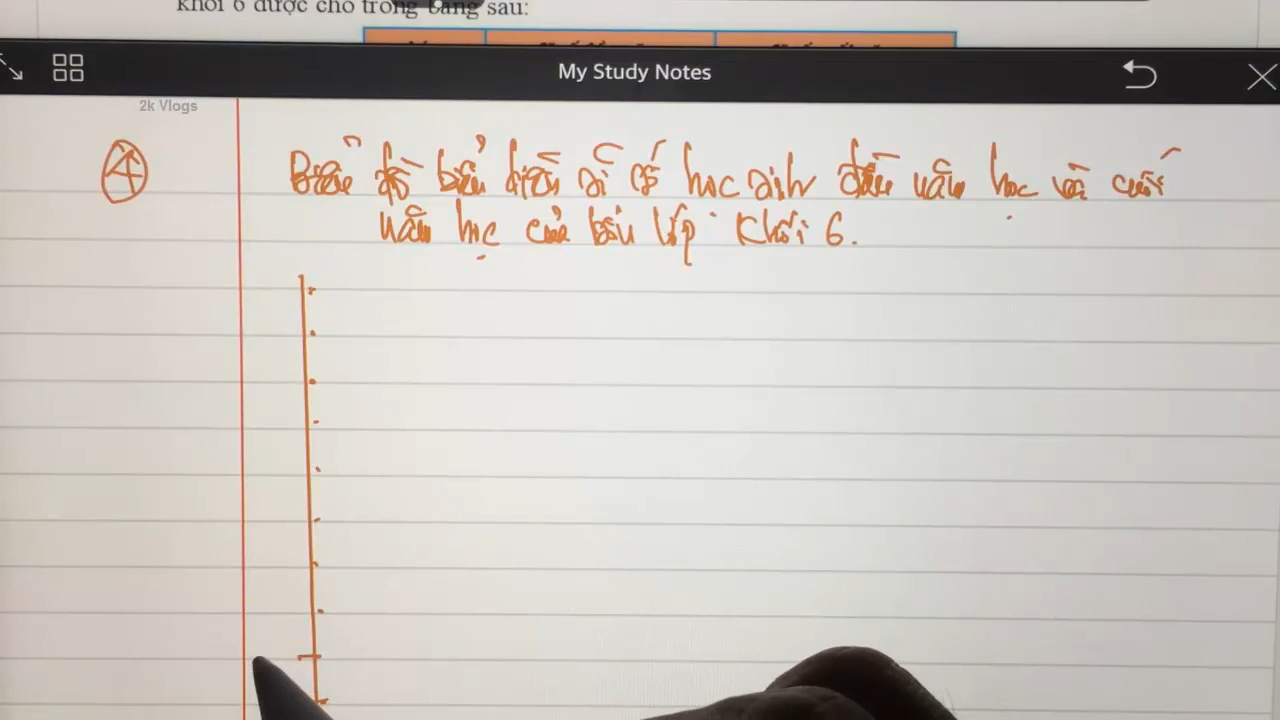 khối 6 được cho trong bảng sau:
My Study Notes
2k Vlogs
Biểu đồ biểu diễn sĩ số học sinh đầu năm học và cuối
năm học của bốn lớp khối 6.